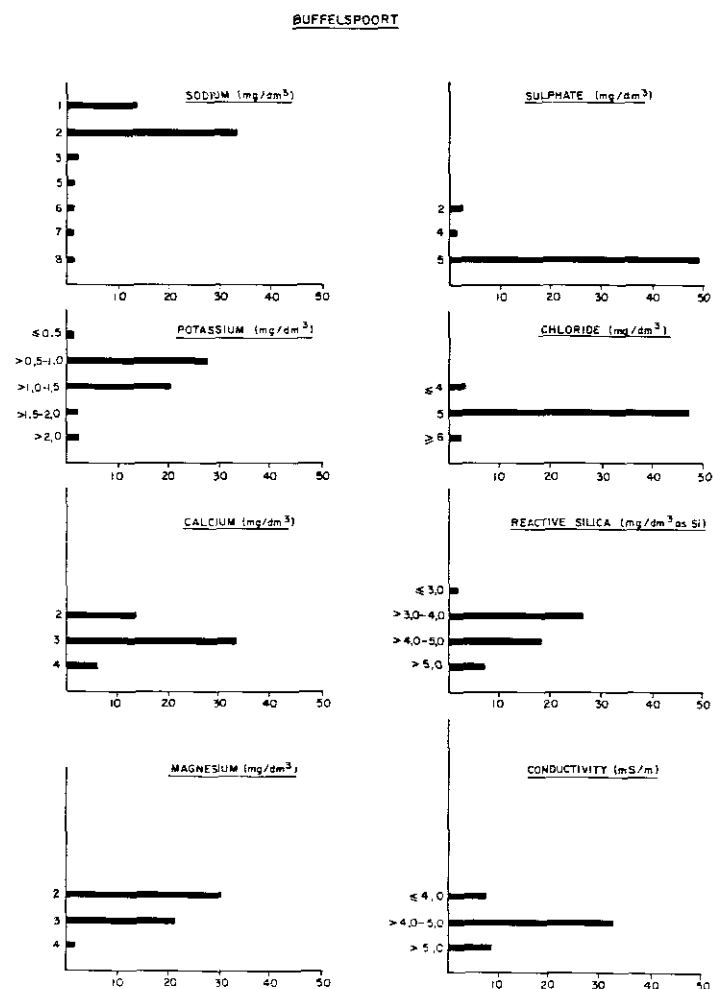 BUFFELSPOORT
SODIUM (mg/dm³)
1
2
3
5
6
7
8
10 20 30 40 50
POTASSIUM (mg/dm³)
≤0.5
>0,5-1.0
>1,0-1,5
>1.5-2,0
>2,0
10 20 30 40 50
CALCIUM (mg/dm³)
2
3
4
10 20 30 40 50
MAGNESIUM (mg/dm³)
2
3
4
10 20 30 40 50
SULPHATE (mg/dm³)
2
4
5
10 20 30 40 50
CHLORIDE (mg/dm³)
≤4
5
≥6
10 20 30 40 50
REACTIVE SILICA (mg/dm³ as Si)
≤3,0
>3,0-4,0
>4,0-5,0
>5,0
10 20 30 40 50
CONDUCTIVITY (mS/m)
≤4,0
>4,0-5,0
>5,0
10 20 30 40 50